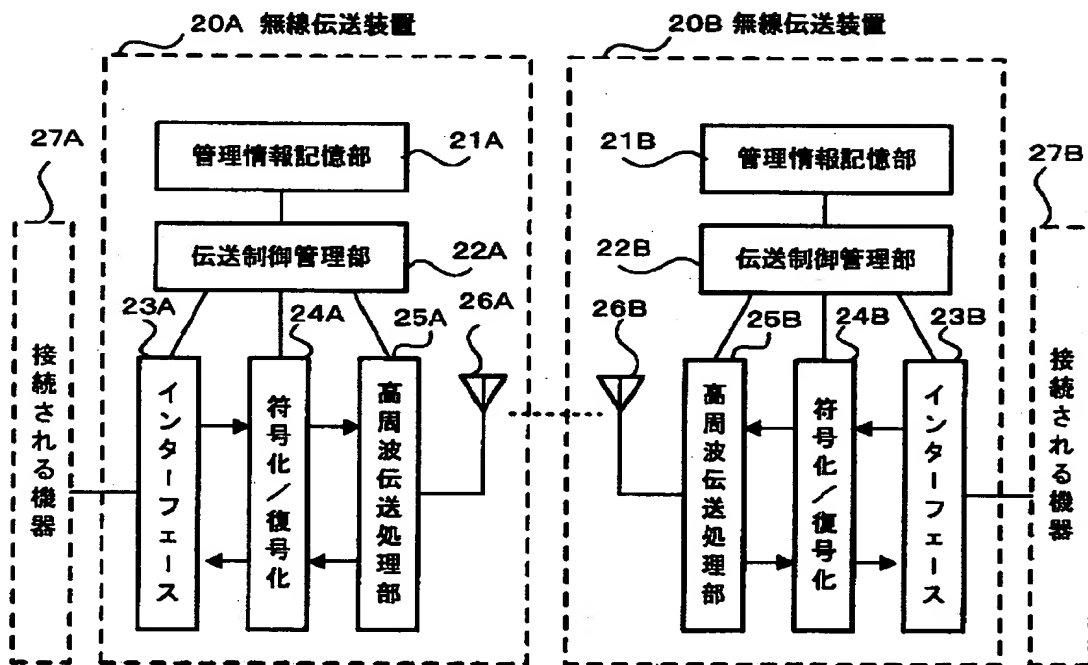 20A 無線伝送装置
27A
管理情報記憶部
21A
伝送制御管理部
22A
23A
24A
25A
26A
接続される機器
インターフェース
符号化/復号化
高周波伝送処理部
20B 無線伝送装置
21B
管理情報記憶部
27B
22B
伝送制御管理部
26B
25B
24B
23B
高周波伝送処理部
符号化/復号化
インターフェース
接続される機器